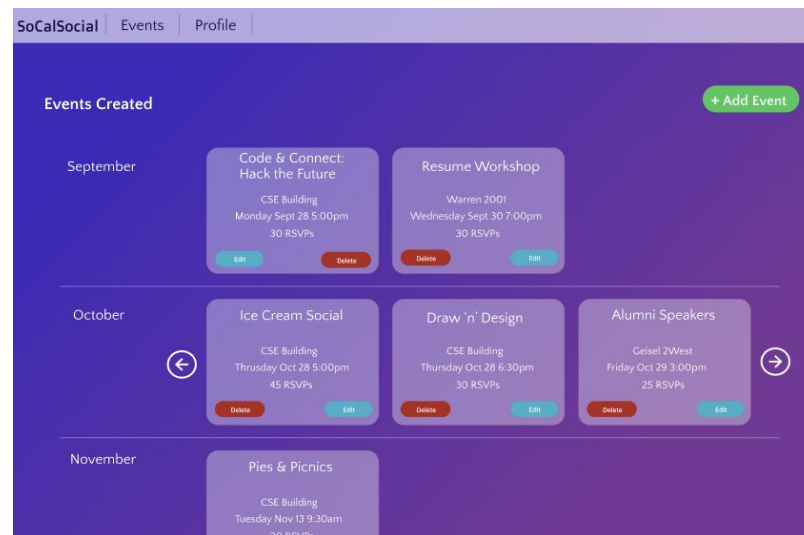 SoCalSocial Events Profile
Events Created
+ Add Event
September
Code & Connect:
Hack the Future
CSE Building
Monday Sept 28 5:00pm
30 RSVPs
Edit Delete
Resume Workshop
Warren 2001
Wednesday Sept 30 7:00pm
30 RSVPs
Delete Edit
October
Ice Cream Social
CSE Building
Thrusday Oct 28 5:00pm
45 RSVPs
Delete Edit
Draw 'n' Design
CSE Building
Thursday Oct 28 6:30pm
30 RSVPs
Delete Edit
Alumni Speakers
Geisel 2West
Friday Oct 29 3:00pm
25 RSVPs
Delete Edit
November
Pies & Picnics
CSE Building
Tuesday Nov 13 9:30am
RSVPs